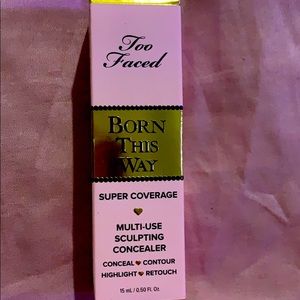 Too
Faced
BORN
THIS
WAY
SUPER COVERAGE
MULTI-USE
SCULPTING
CONCEALER
CONCEAL♥CONTOUR
HIGHLIGHT♥RETOUCH
15 mL / 0.50 Fl. Oz